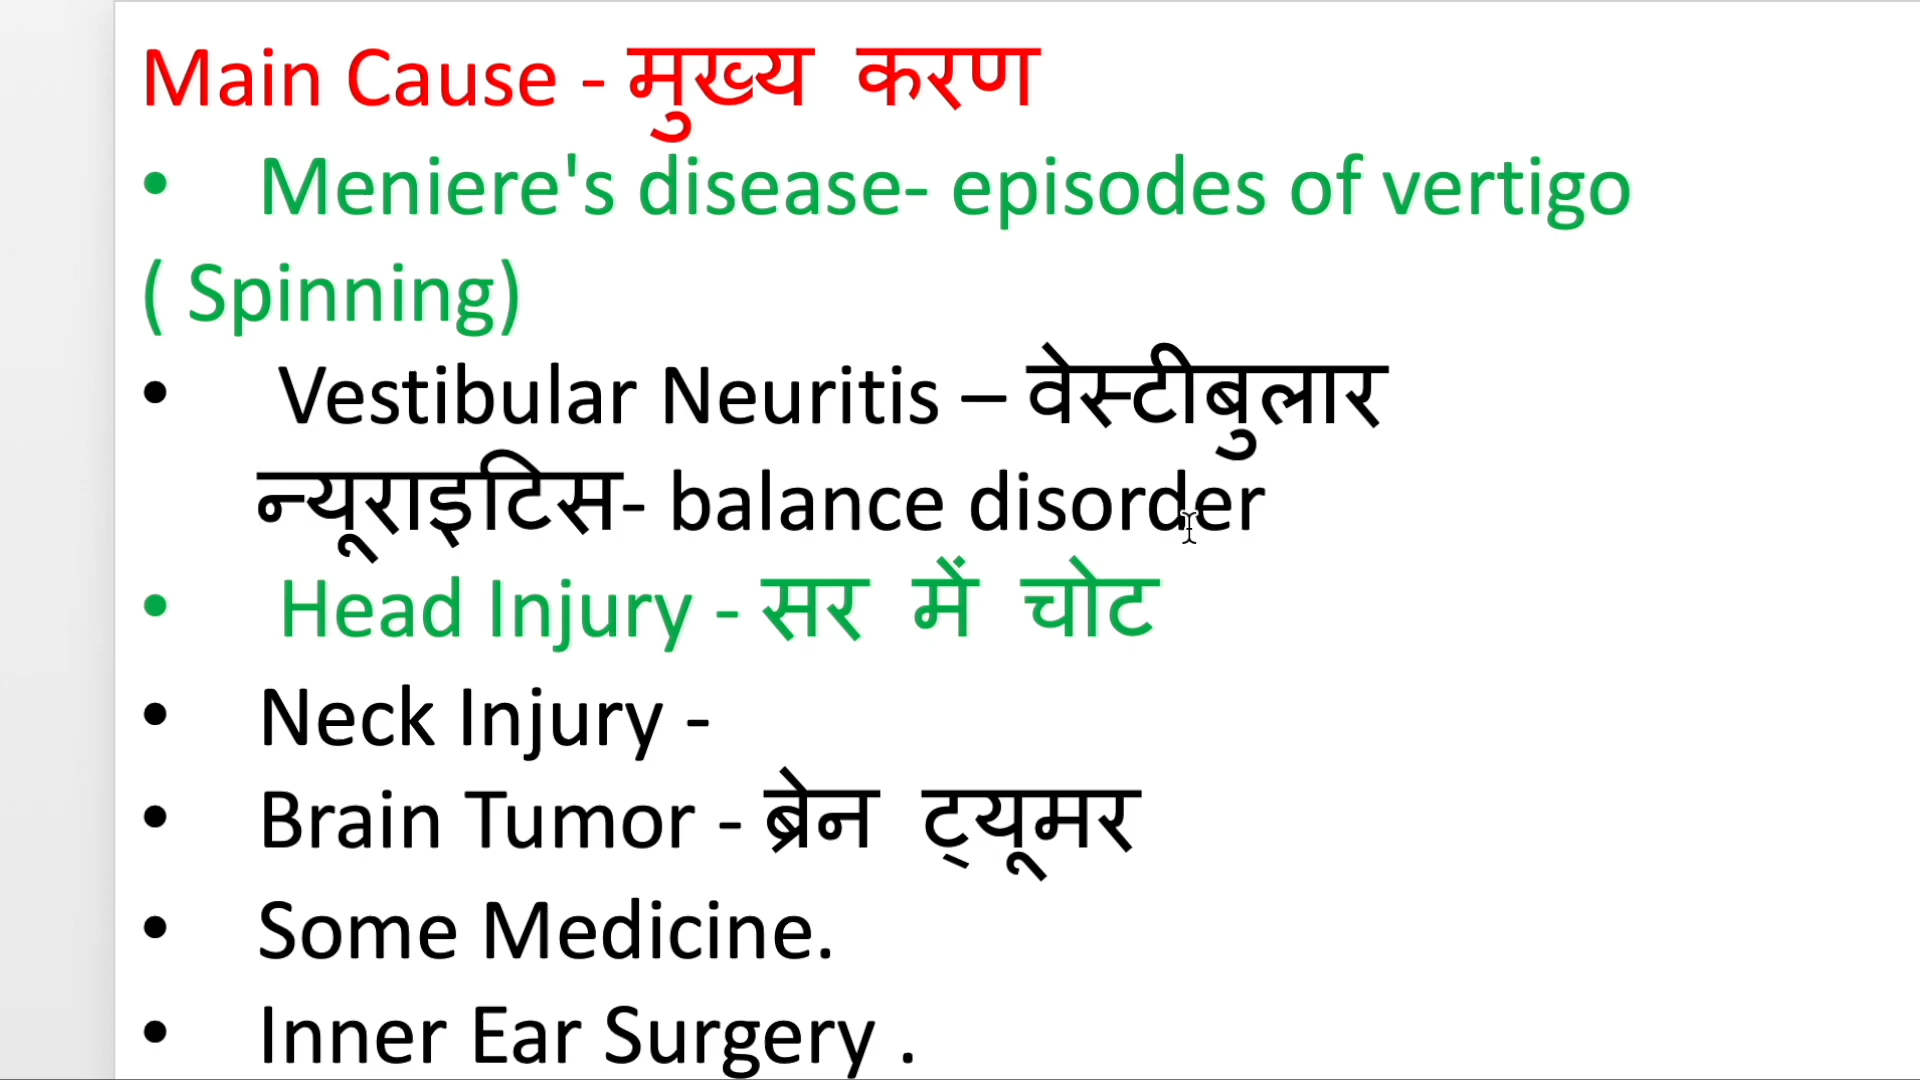 Main Cause - मुख्य करण
• Meniere's disease- episodes of vertigo
( Spinning)
• Vestibular Neuritis – वेस्टीबुलार
न्यूराइटिस- balance disorder
• Head Injury - सर में चोट
• Neck Injury -
• Brain Tumor - ब्रेन ट्यूमर
• Some Medicine.
• Inner Ear Surgery .